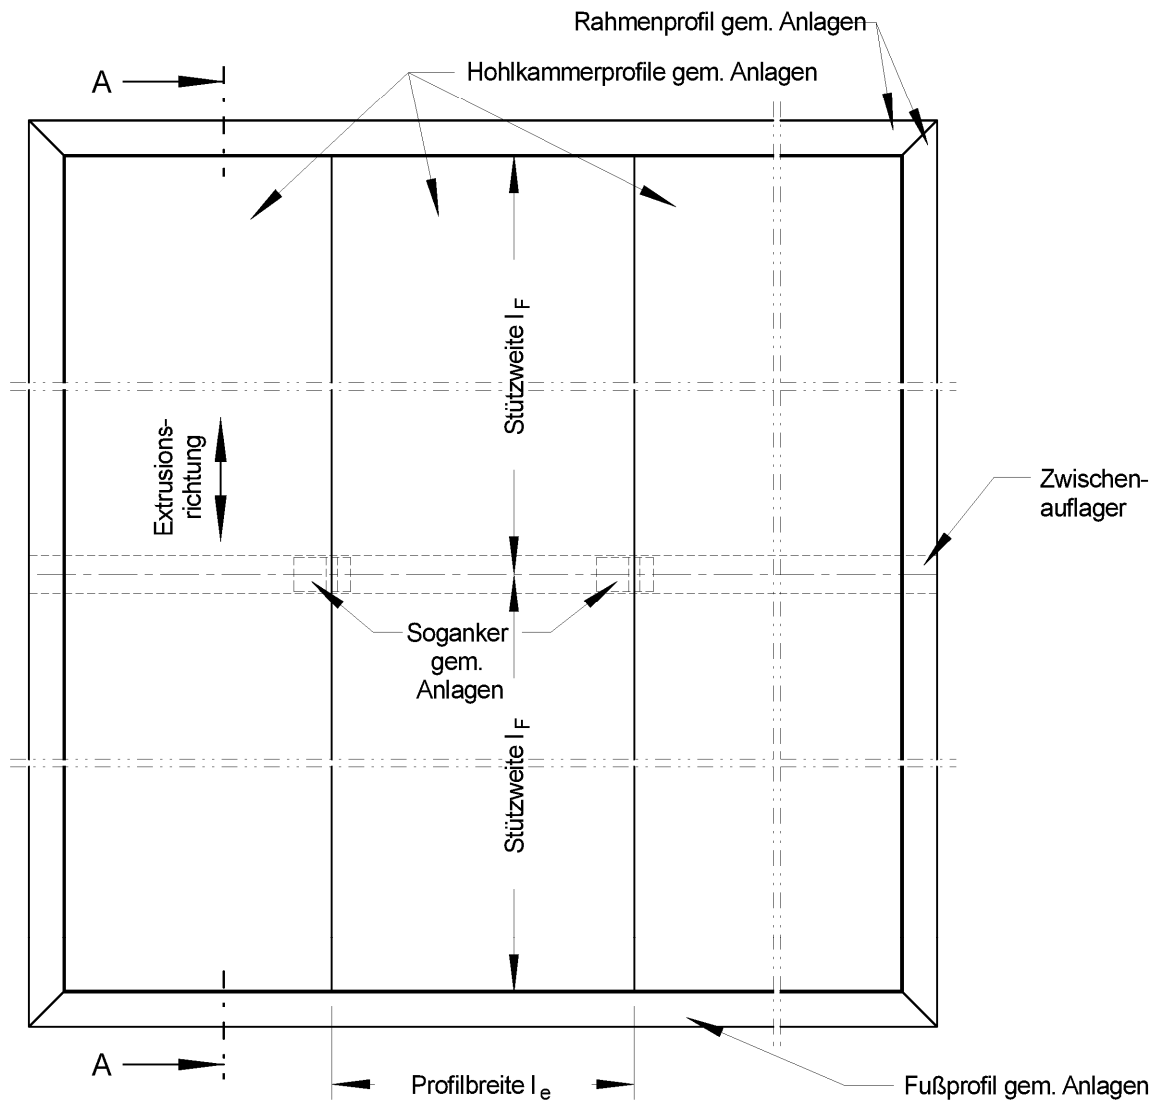 Rahmenprofil gem. Anlagen
A
Hohlkammerprofile gem. Anlagen
Stützweite l F
Extrusions-
richtung
Zwischen-
auflager
Soganker
gem.
Anlagen
Stützweite l F
A
Profilbreite l e
Fußprofil gem. Anlagen